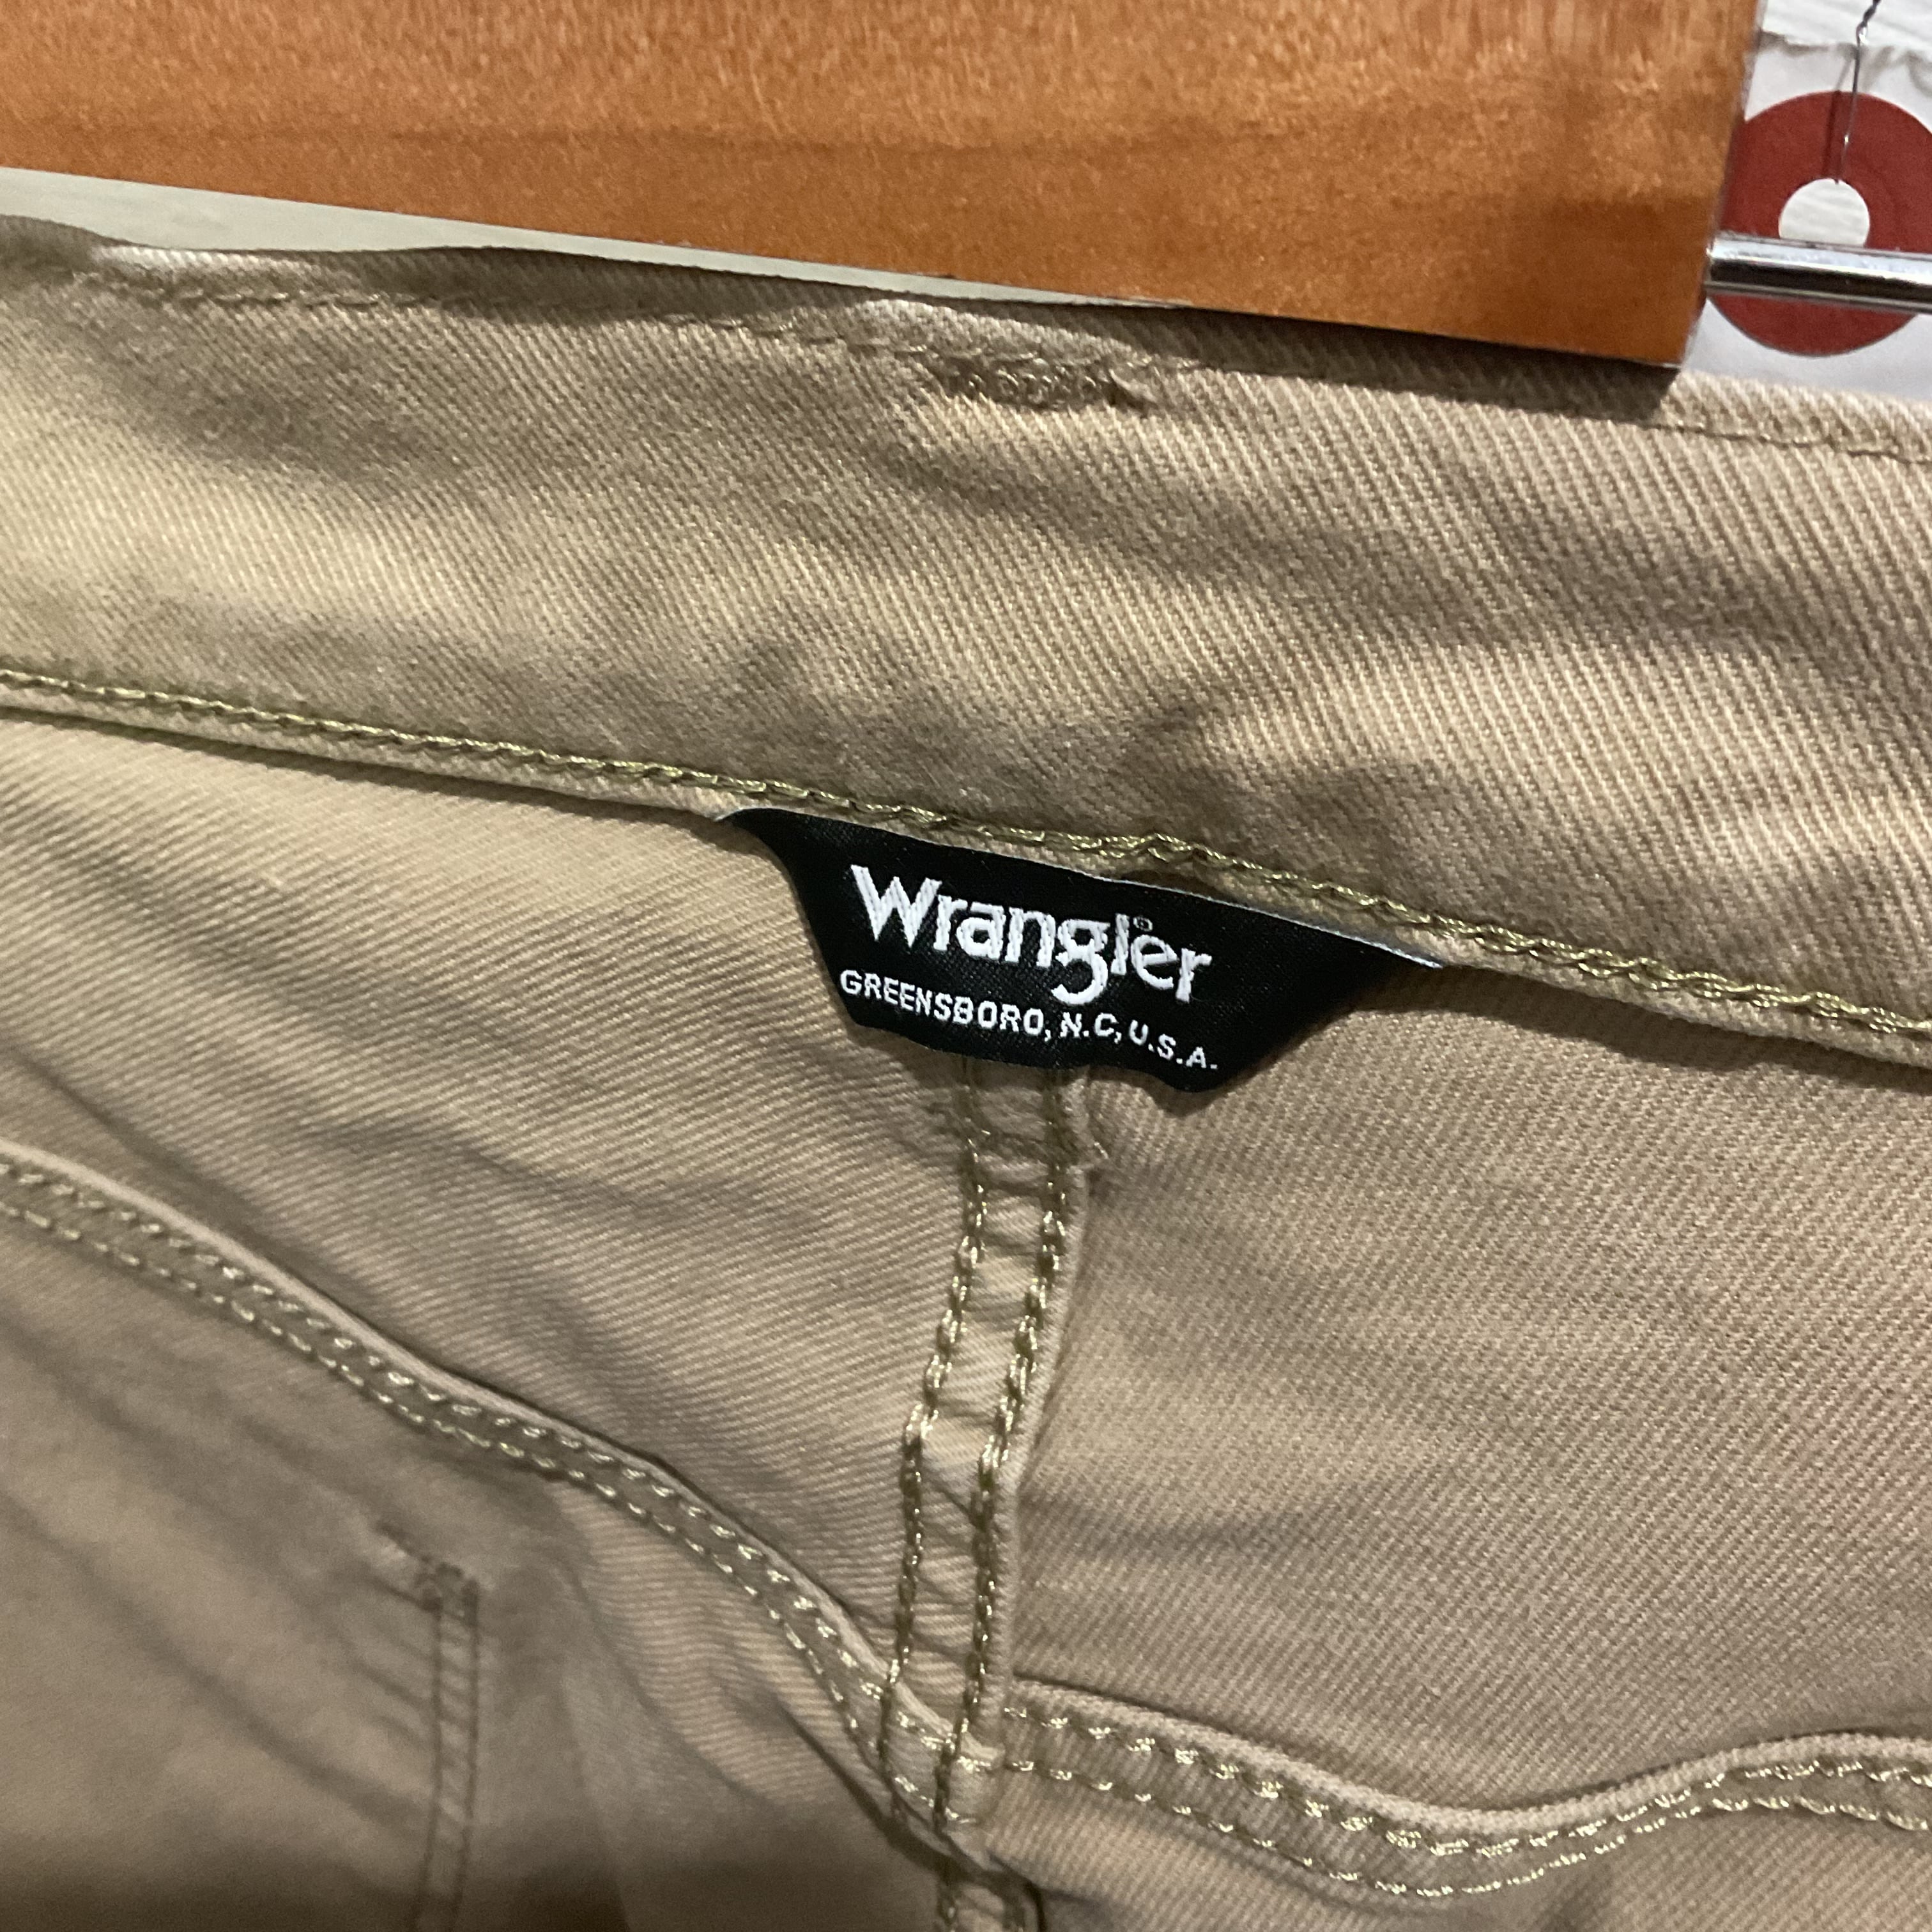 Wrangler®
GREENSBORO, N.C, U.S.A.